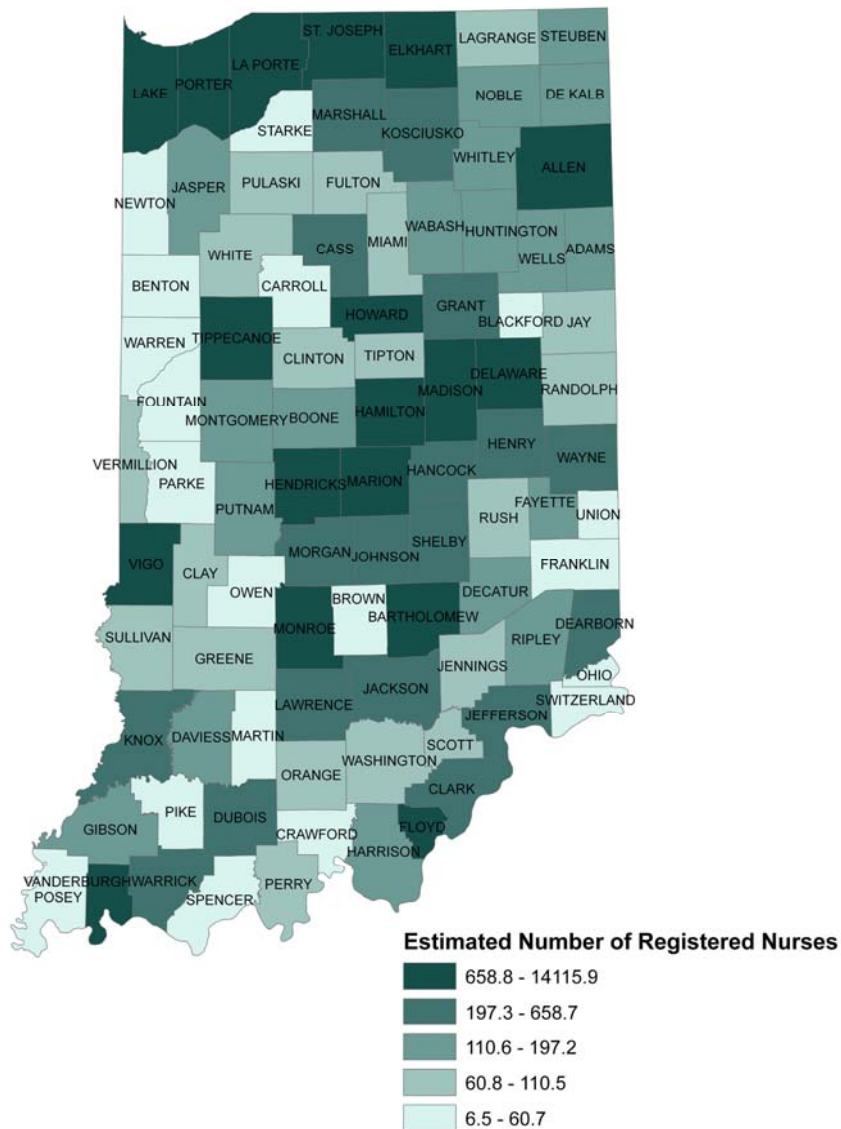 ST. JOSEPH
ELKHART
LAGRANGE
STEUBEN
LAKE
PORTER
LA PORTE
NOBLE
DE KALB
STARKE
MARSHALL
KOSCIUSKO
WHITLEY
ALLEN
NEWTON
JASPER
PULASKI
FULTON
WHITE
CASS
MIAMI
WABASH
HUNTINGTON
WELLS
ADAMS
BENTON
CARROLL
HOWARD
GRANT
BLACKFORD
JAY
WARREN
TIPPECANOE
CLINTON
TIPTON
MADISON
DELAWARE
RANDOLPH
FOUNTAIN
MONTGOMERY
BOONE
HAMILTON
VERMILLION
PARKE
PUTNAM
HENDRICKS
MARION
HANCOCK
HENRY
WAYNE
RUSH
FAYETTE
UNION
VIGO
CLAY
OWEN
MORGAN
JOHNSON
SHELBY
FRANKLIN
SULLIVAN
GREENE
MONROE
BROWN
BARTHOLOMEW
DECATUR
RIPLEY
DEARBORN
JENNINGS
OHIO
SWITZERLAND
KNOX
DAVIESS
MARTIN
LAWRENCE
JACKSON
JEFFERSON
SCOTT
ORANGE
WASHINGTON
CLARK
GIBSON
PIKE
DUBOIS
CRAWFORD
HARRISON
FLOYD
VANDERBURGH
POSEY
WARRICK
SPENCER
PERRY
Estimated Number of Registered Nurses
658.8 - 14115.9
197.3 - 658.7
110.6 - 197.2
60.8 - 110.5
6.5 - 60.7